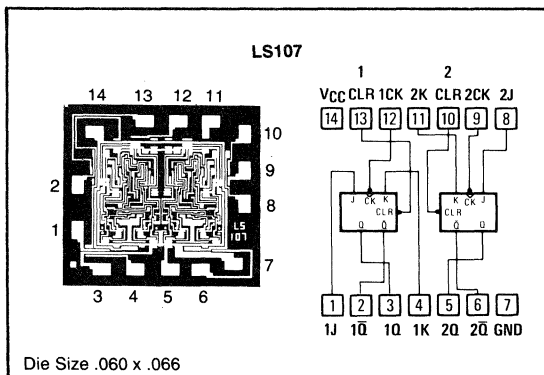 LS107
1 2
VCC CLR 1CK 2K CLR 2CK 2J
14 13 12 11 10 9 8
14 13 12 11
10
9
8
7
2
1
3 4 5 6
LS
107
J CK K
CLR
Q Q̅
K CK J
CLR
Q̅ Q
1 2 3 4 5 6 7
1J 1Q̅ 1Q 1K 2Q 2Q̅ GND
Die Size .060 x .066